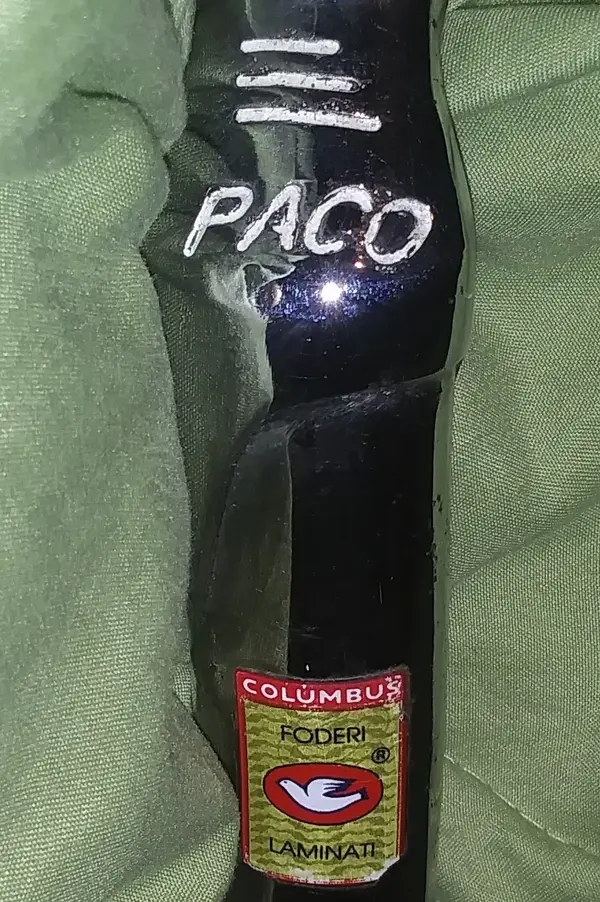 PACO
COLUMBUS
FODERI
®
LAMINATI